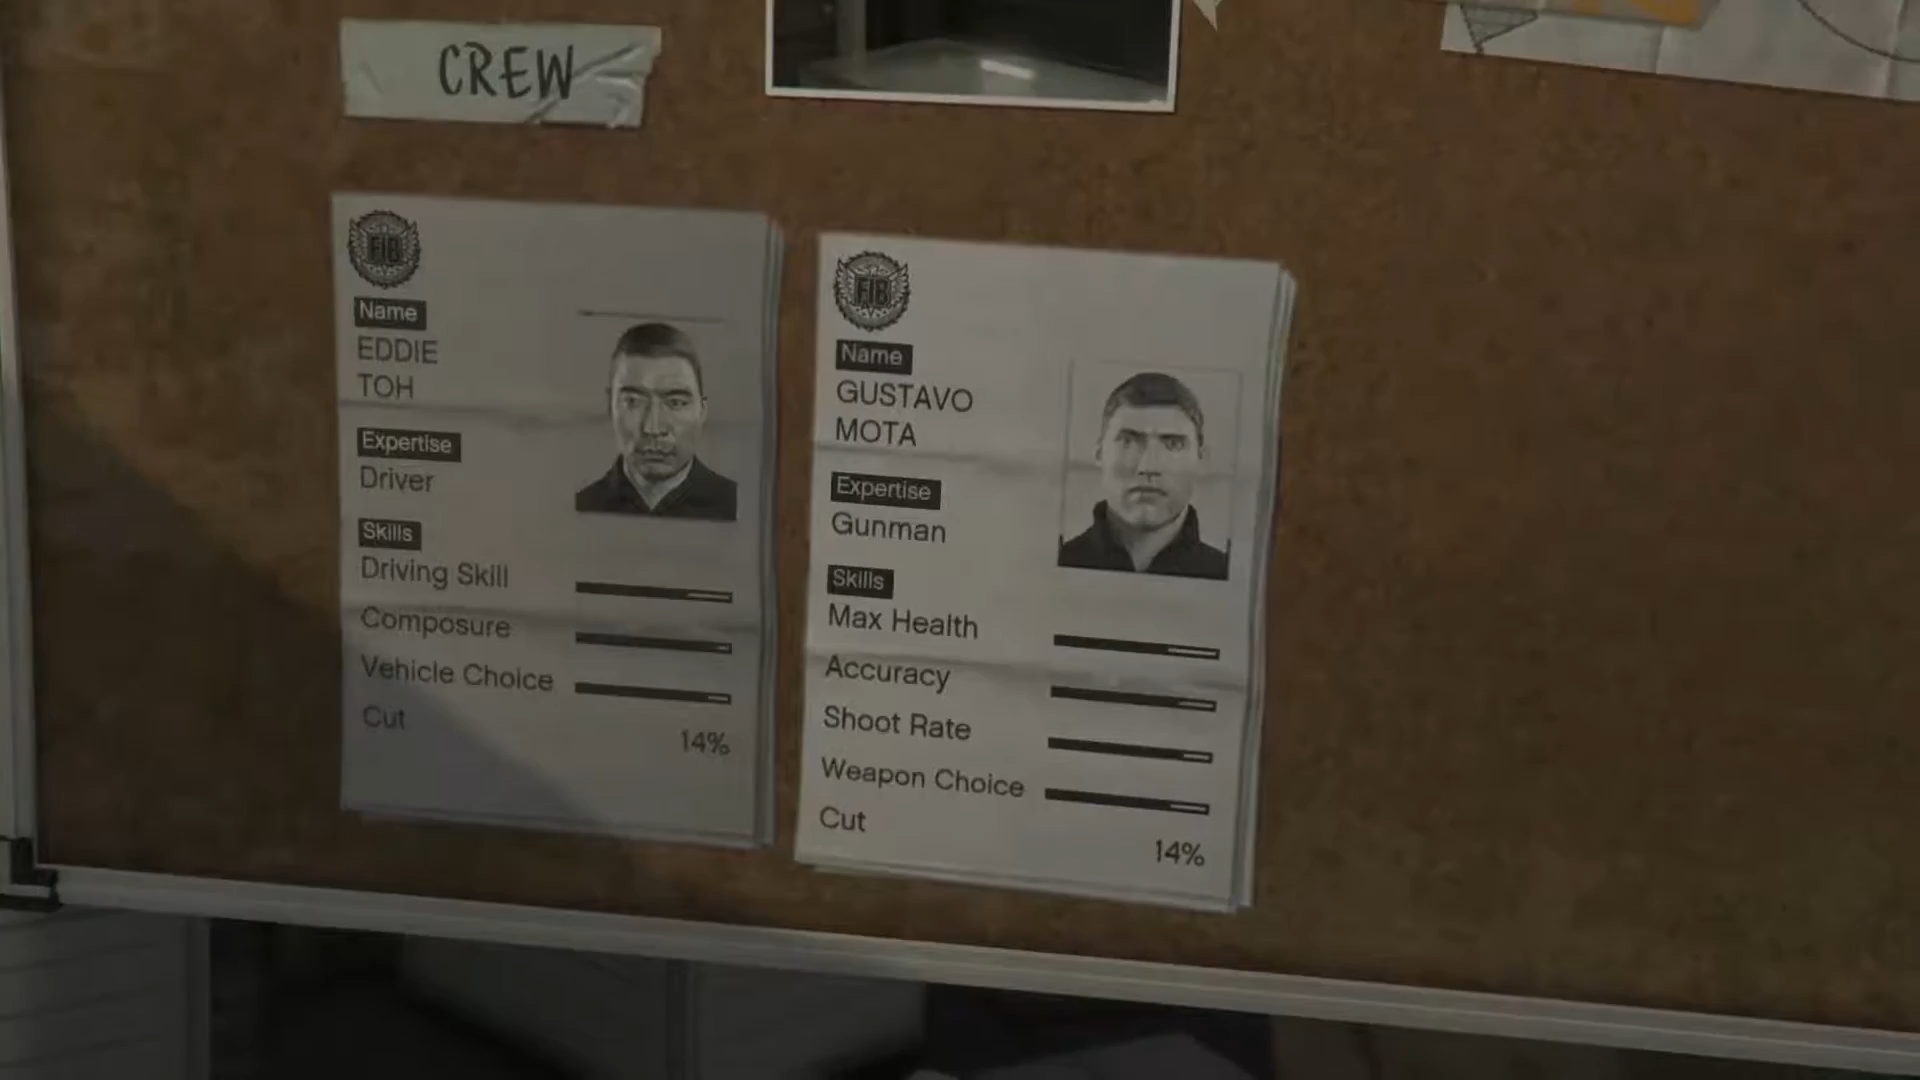 CREW
FIB
Name
EDDIE
TOH
Expertise
Driver
Skills
Driving Skill
Composure
Vehicle Choice
Cut
14%
FIB
Name
GUSTAVO
MOTA
Expertise
Gunman
Skills
Max Health
Accuracy
Shoot Rate
Weapon Choice
Cut
14%